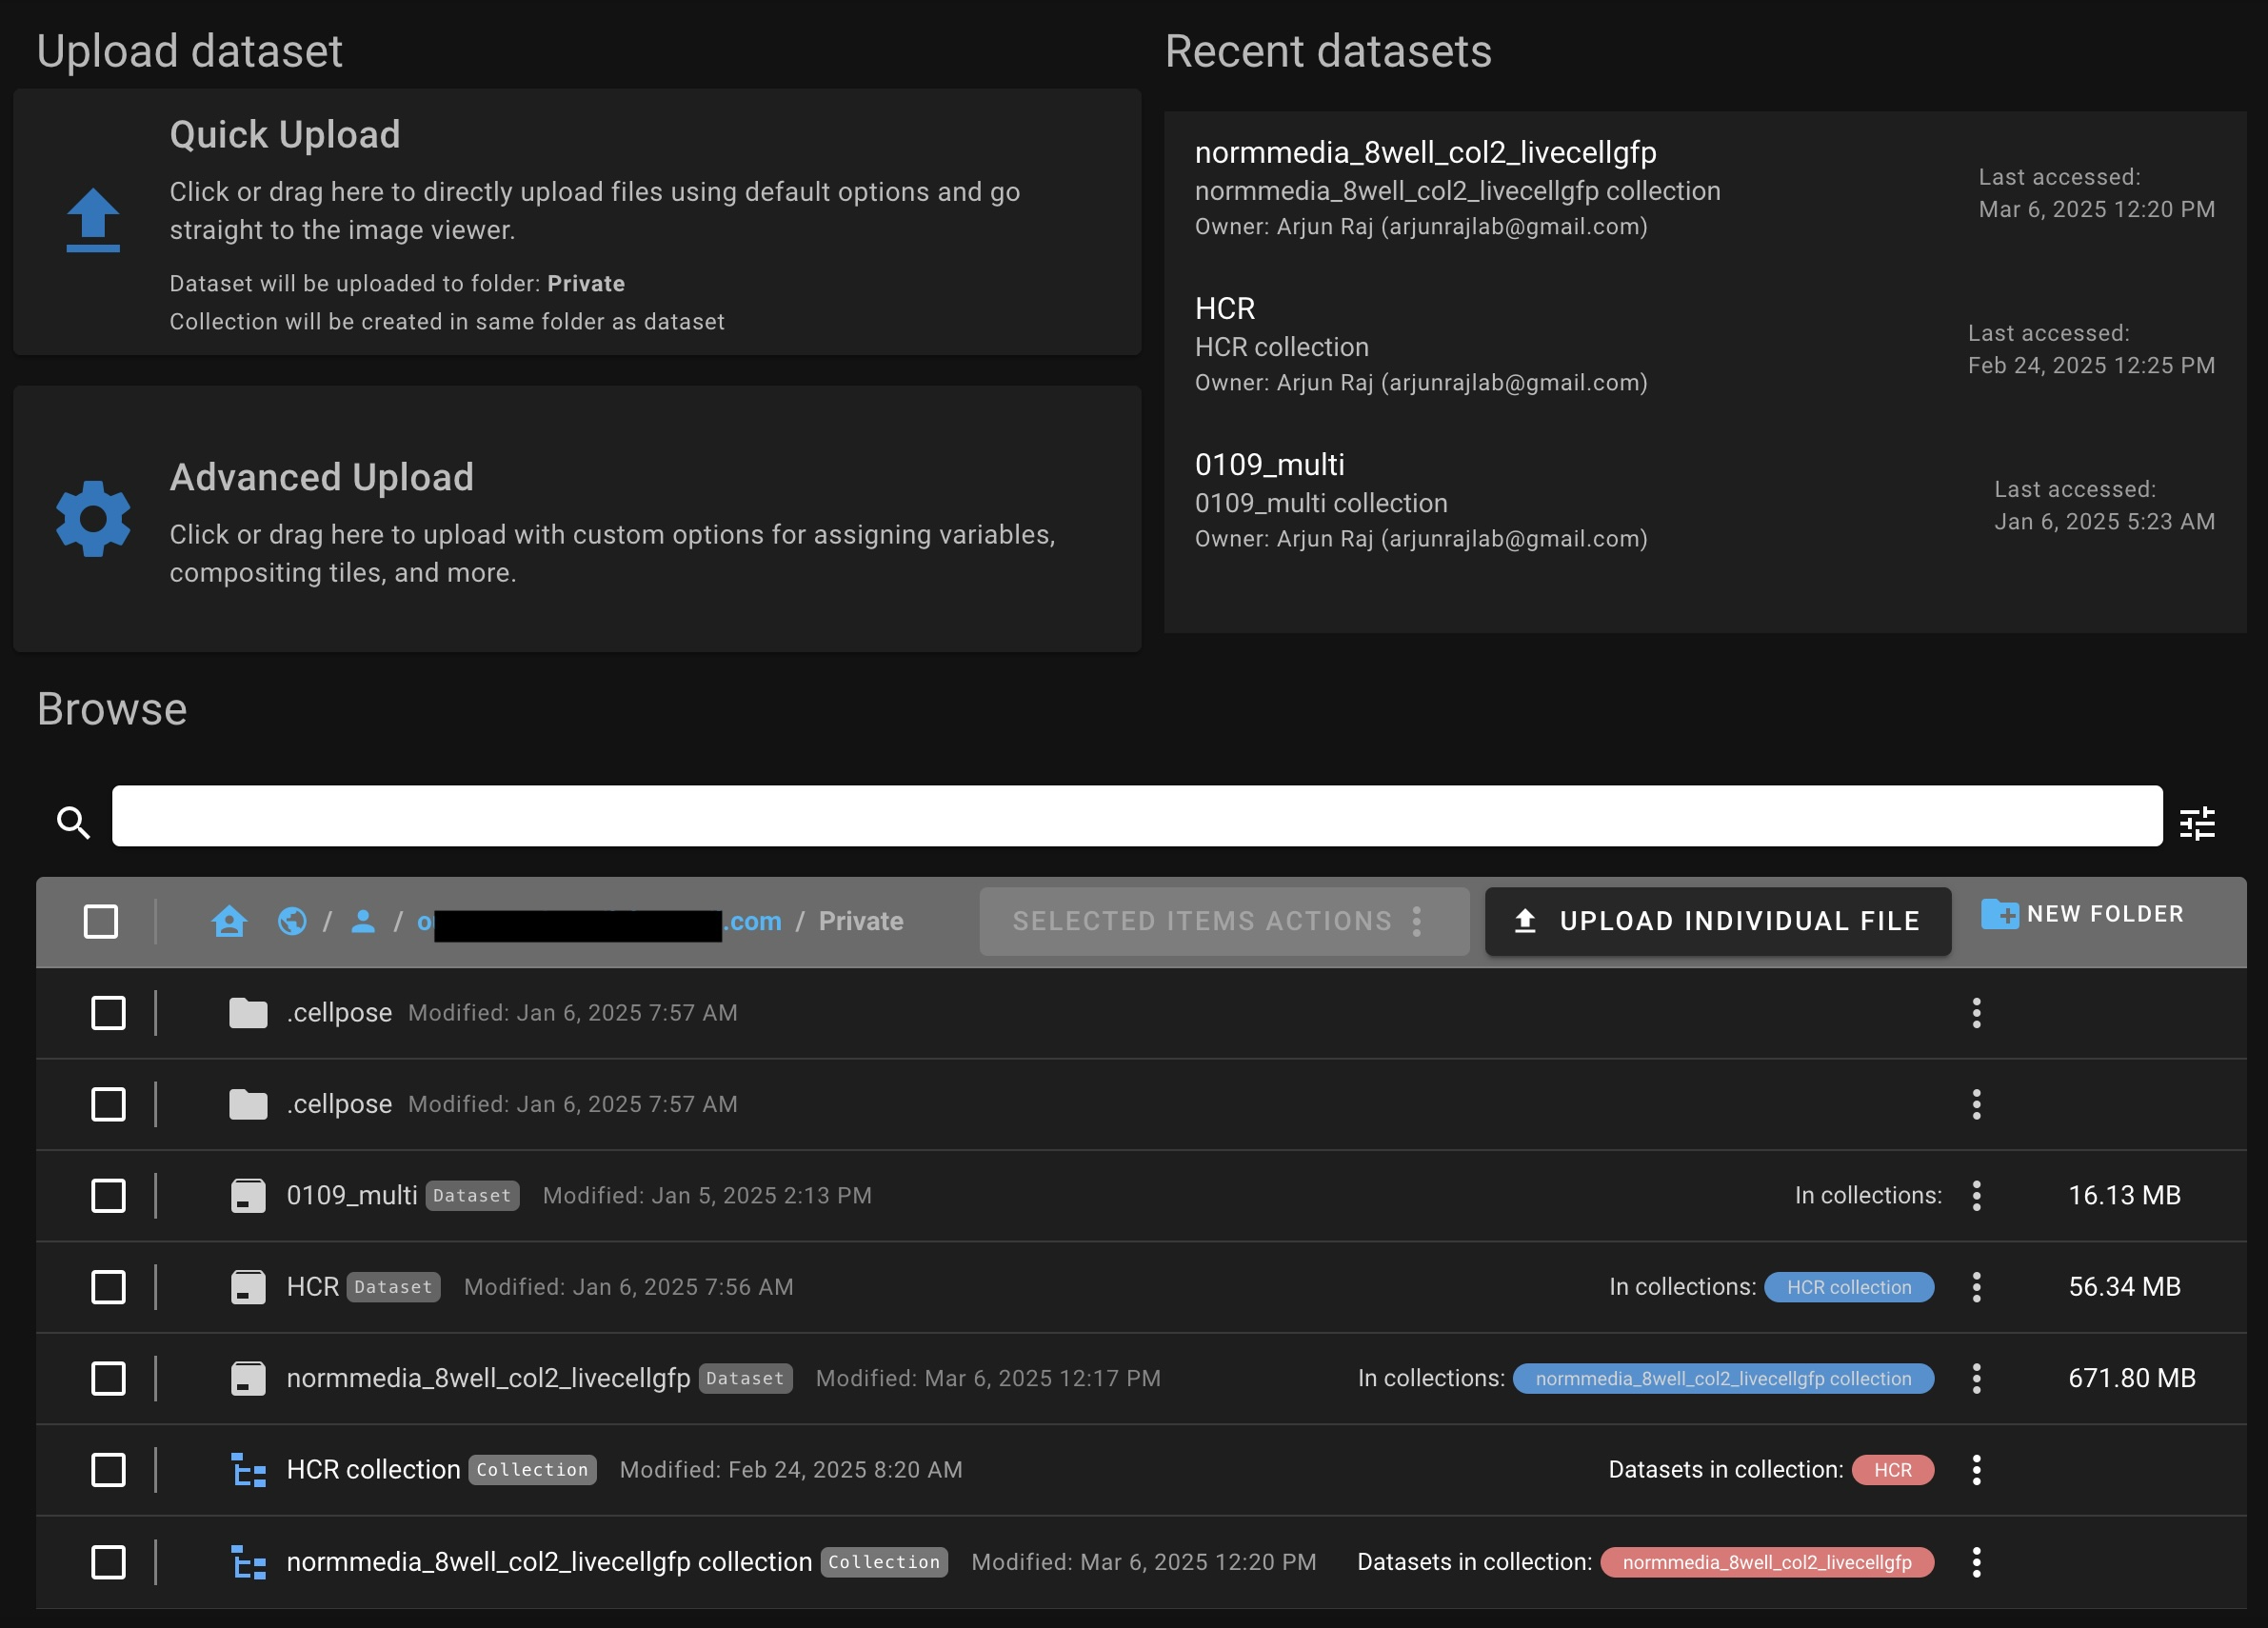 Upload dataset
Quick Upload
Click or drag here to directly upload files using default options and go
straight to the image viewer.
Dataset will be uploaded to folder: Private
Collection will be created in same folder as dataset
Advanced Upload
Click or drag here to upload with custom options for assigning variables,
compositing tiles, and more.
Recent datasets
normmedia_8well_col2_livecellgfp
normmedia_8well_col2_livecellgfp collection
Owner: Arjun Raj (arjunrajlab@gmail.com)
Last accessed:
Mar 6, 2025 12:20 PM
HCR
HCR collection
Owner: Arjun Raj (arjunrajlab@gmail.com)
Last accessed:
Feb 24, 2025 12:25 PM
0109_multi
0109_multi collection
Owner: Arjun Raj (arjunrajlab@gmail.com)
Last accessed:
Jan 6, 2025 5:23 AM
Browse
/ / .com / Private SELECTED ITEMS ACTIONS UPLOAD INDIVIDUAL FILE NEW FOLDER
.cellpose Modified: Jan 6, 2025 7:57 AM
.cellpose Modified: Jan 6, 2025 7:57 AM
0109_multi Dataset Modified: Jan 5, 2025 2:13 PM In collections: 16.13 MB
HCR Dataset Modified: Jan 6, 2025 7:56 AM In collections: HCR collection 56.34 MB
normmedia_8well_col2_livecellgfp Dataset Modified: Mar 6, 2025 12:17 PM In collections: normmedia_8well_col2_livecellgfp collection 671.80 MB
HCR collection Collection Modified: Feb 24, 2025 8:20 AM Datasets in collection: HCR
normmedia_8well_col2_livecellgfp collection Collection Modified: Mar 6, 2025 12:20 PM Datasets in collection: normmedia_8well_col2_livecellgfp